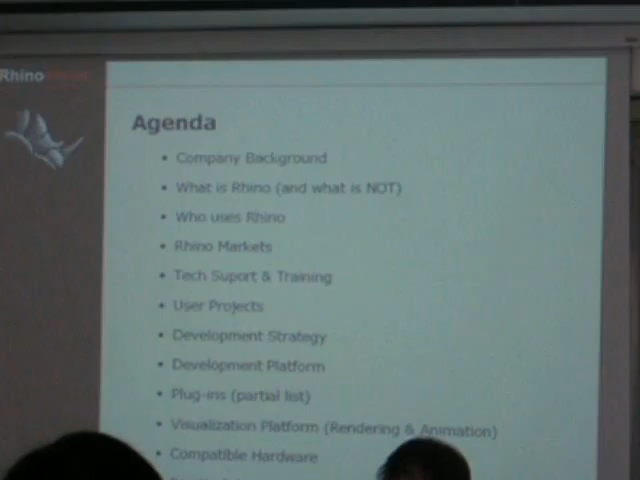 Rhino
Agenda
• Company Background
• What is Rhino (and what is NOT)
• Who uses Rhino
• Rhino Markets
• Tech Suport & Training
• User Projects
• Development Strategy
• Development Platform
• Plug-ins (partial list)
• Visualization Platform (Rendering & Animation)
• Compatible Hardware